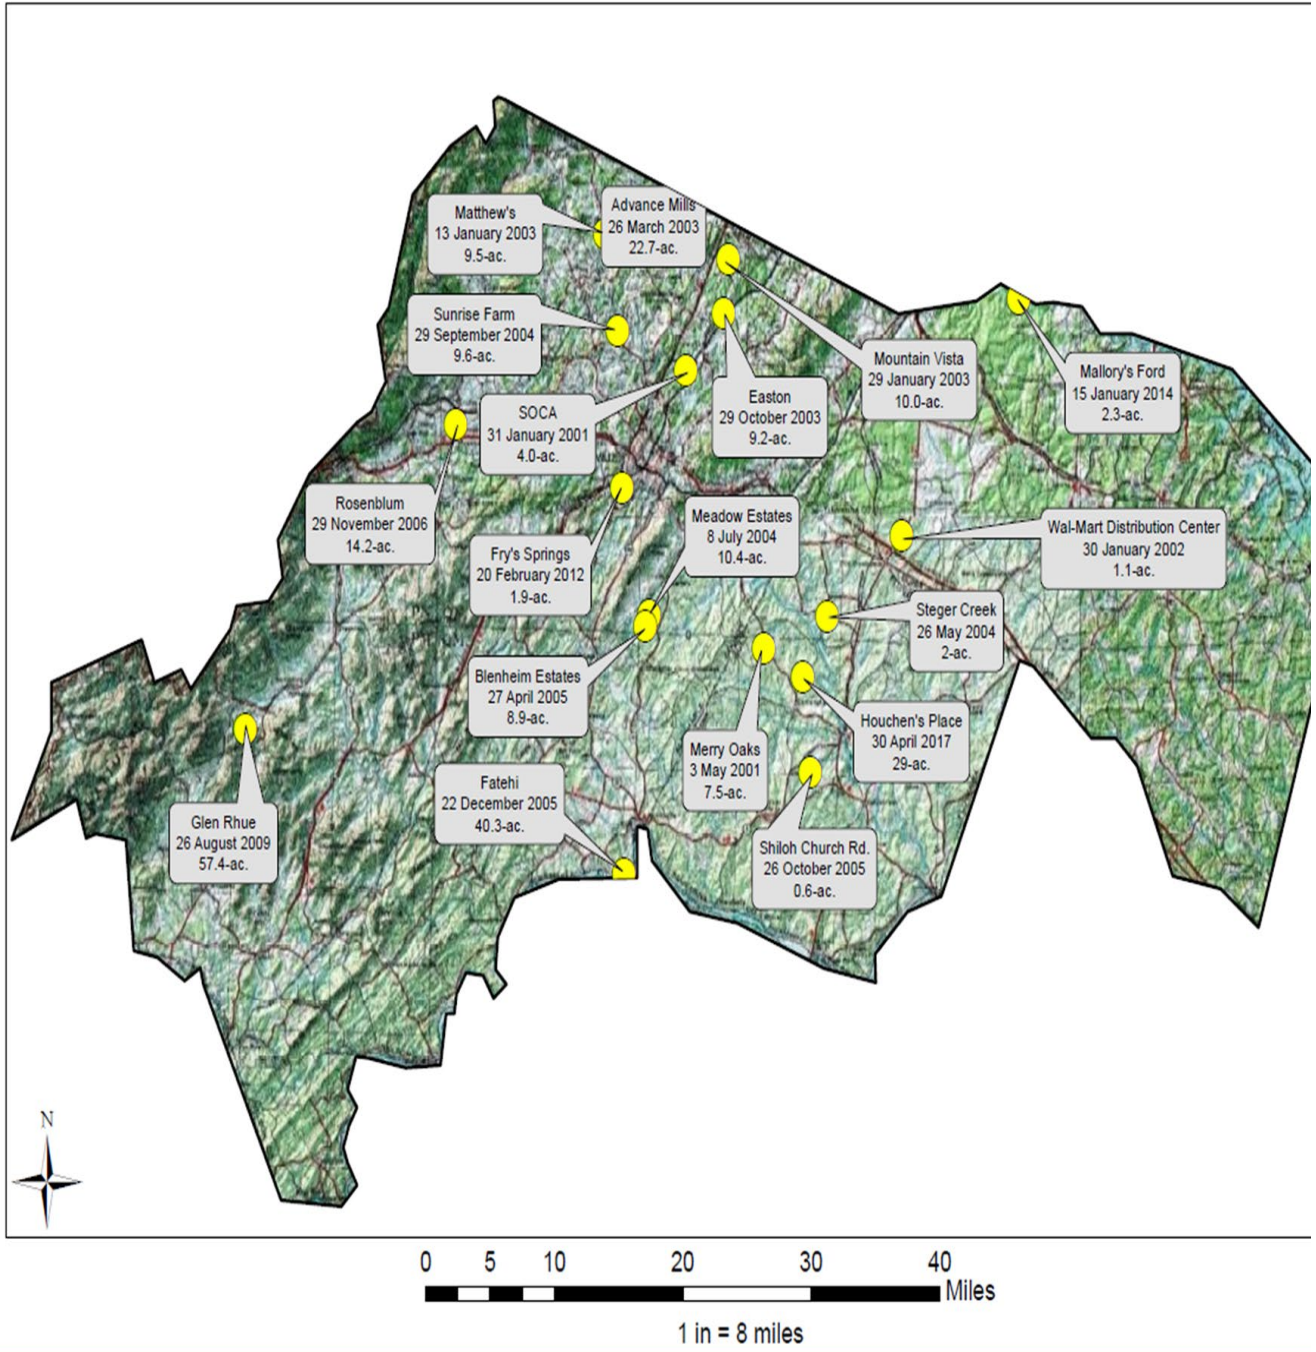 Matthew's
13 January 2003
9.5-ac.
Advance Mills
26 March 2003
22.7-ac.
Sunrise Farm
29 September 2004
9.6-ac.
Mountain Vista
29 January 2003
10.0-ac.
Mallory's Ford
15 January 2014
2.3-ac.
SOCA
31 January 2001
4.0-ac.
Easton
29 October 2003
9.2-ac.
Rosenblum
29 November 2006
14.2-ac.
Meadow Estates
8 July 2004
10.4-ac.
Wal-Mart Distribution Center
30 January 2002
1.1-ac.
Fry's Springs
20 February 2012
1.9-ac.
Steger Creek
26 May 2004
2-ac.
Blenheim Estates
27 April 2005
8.9-ac.
Houchen's Place
30 April 2017
29-ac.
Merry Oaks
3 May 2001
7.5-ac.
Fatehi
22 December 2005
40.3-ac.
Glen Rhue
26 August 2009
57.4-ac.
Shiloh Church Rd.
26 October 2005
0.6-ac.
N
0 5 10 20 30 40
Miles
1 in = 8 miles